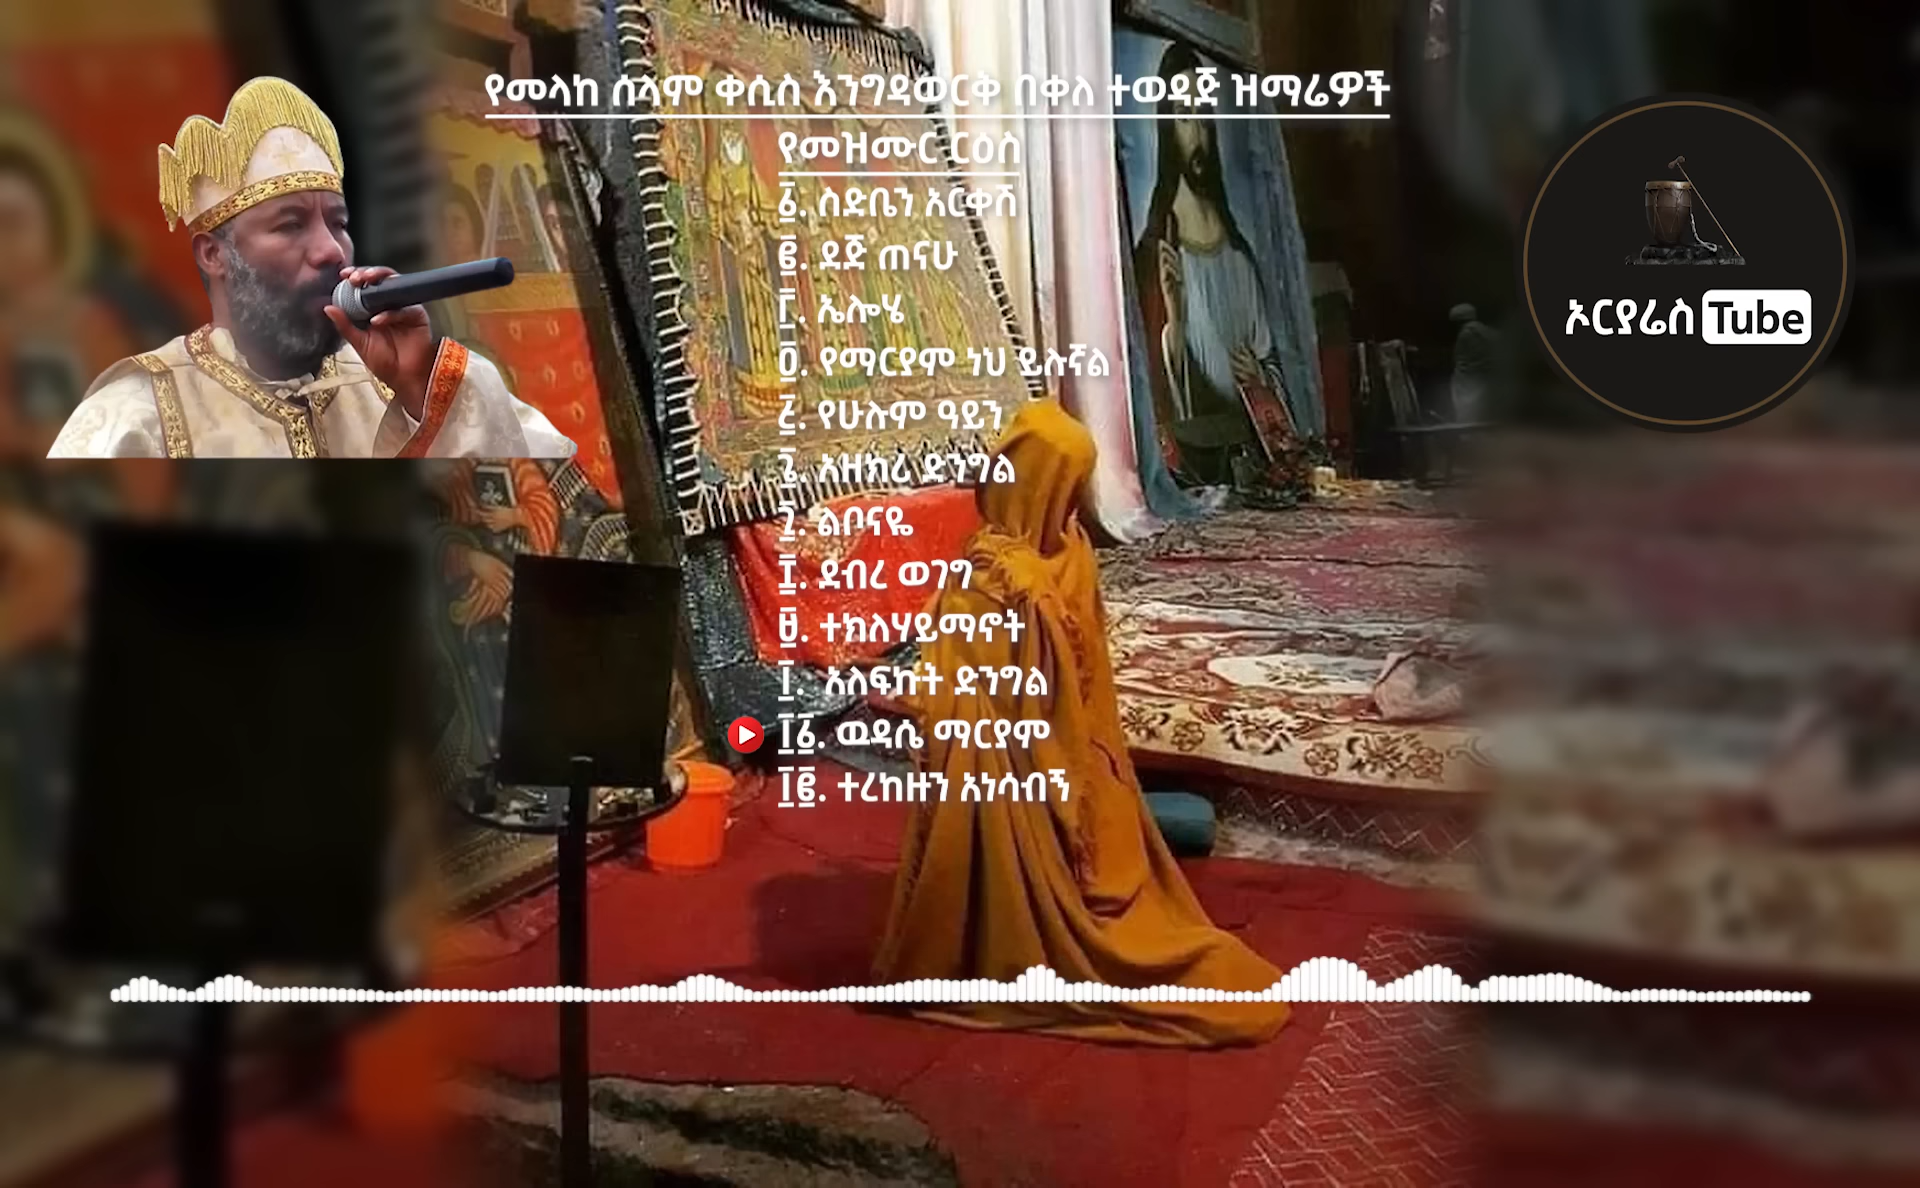 የመላከ ሰላም ቀሲስ እንግዳወርቅ በቀለ ተወዳጅ ዝማሬዎች
የመዝሙር ርዕስ
፩. ስድቤን አርቀሽ
፪. ደጅ ጠናሁ
፫. ኤሎሄ
፬. የማርያም ነህ ይሉኛል
፭. የሁሉም ዓይን
፮. አዘክሪ ድንግል
፯. ልቦናዬ
፰. ደብረ ወገግ
፱. ተክለሃይማኖት
፲. አለፍኩት ድንግል
፲፩. ዉዳሴ ማርያም
፲፪. ተረከዙን አነሳብኝ
ኦርያሬስ Tube